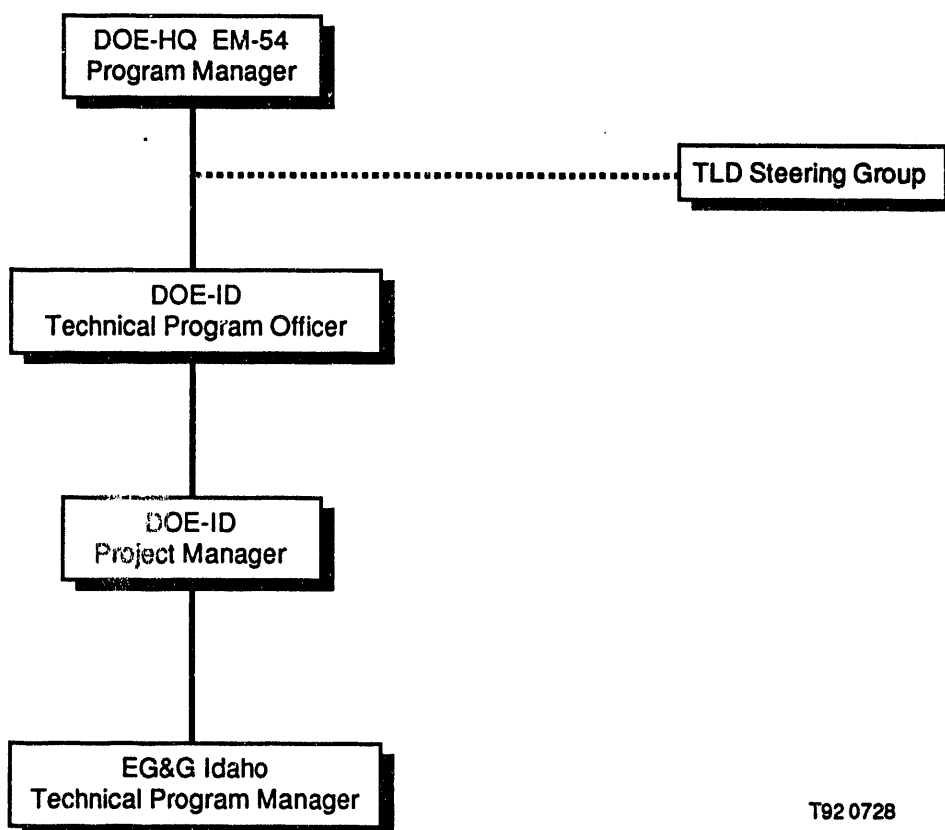 DOE-HQ EM-54
Program Manager
TLD Steering Group
DOE-ID
Technical Program Officer
DOE-ID
Project Manager
EG&G Idaho
Technical Program Manager
T92 0728